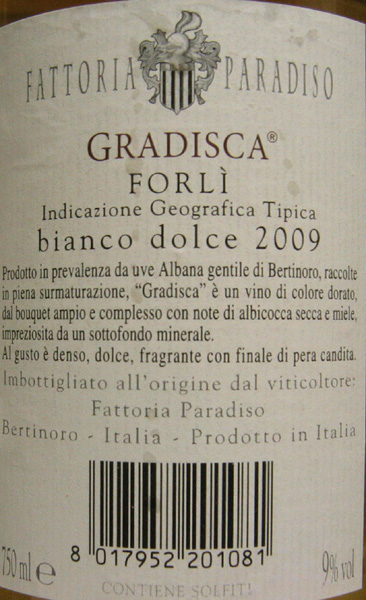 FATTORIA PARADISO
GRADISCA®
FORLÌ
Indicazione Geografica Tipica
bianco dolce 2009
Prodotto in prevalenza da uve Albana gentile di Bertinoro, raccolte
in piena surmaturazione, “Gradisca” è un vino di colore dorato,
dal bouquet ampio e complesso con note di albicocca secca e miele,
impreziosita da un sottofondo minerale.
Al gusto è denso, dolce, fragrante con finale di pera candita.
Imbottigliato all'origine dal viticoltore:
Fattoria Paradiso
Bertinoro - Italia - Prodotto in Italia
8 017952 201081
750 ml e
9% vol
CONTIENE SOLFITI